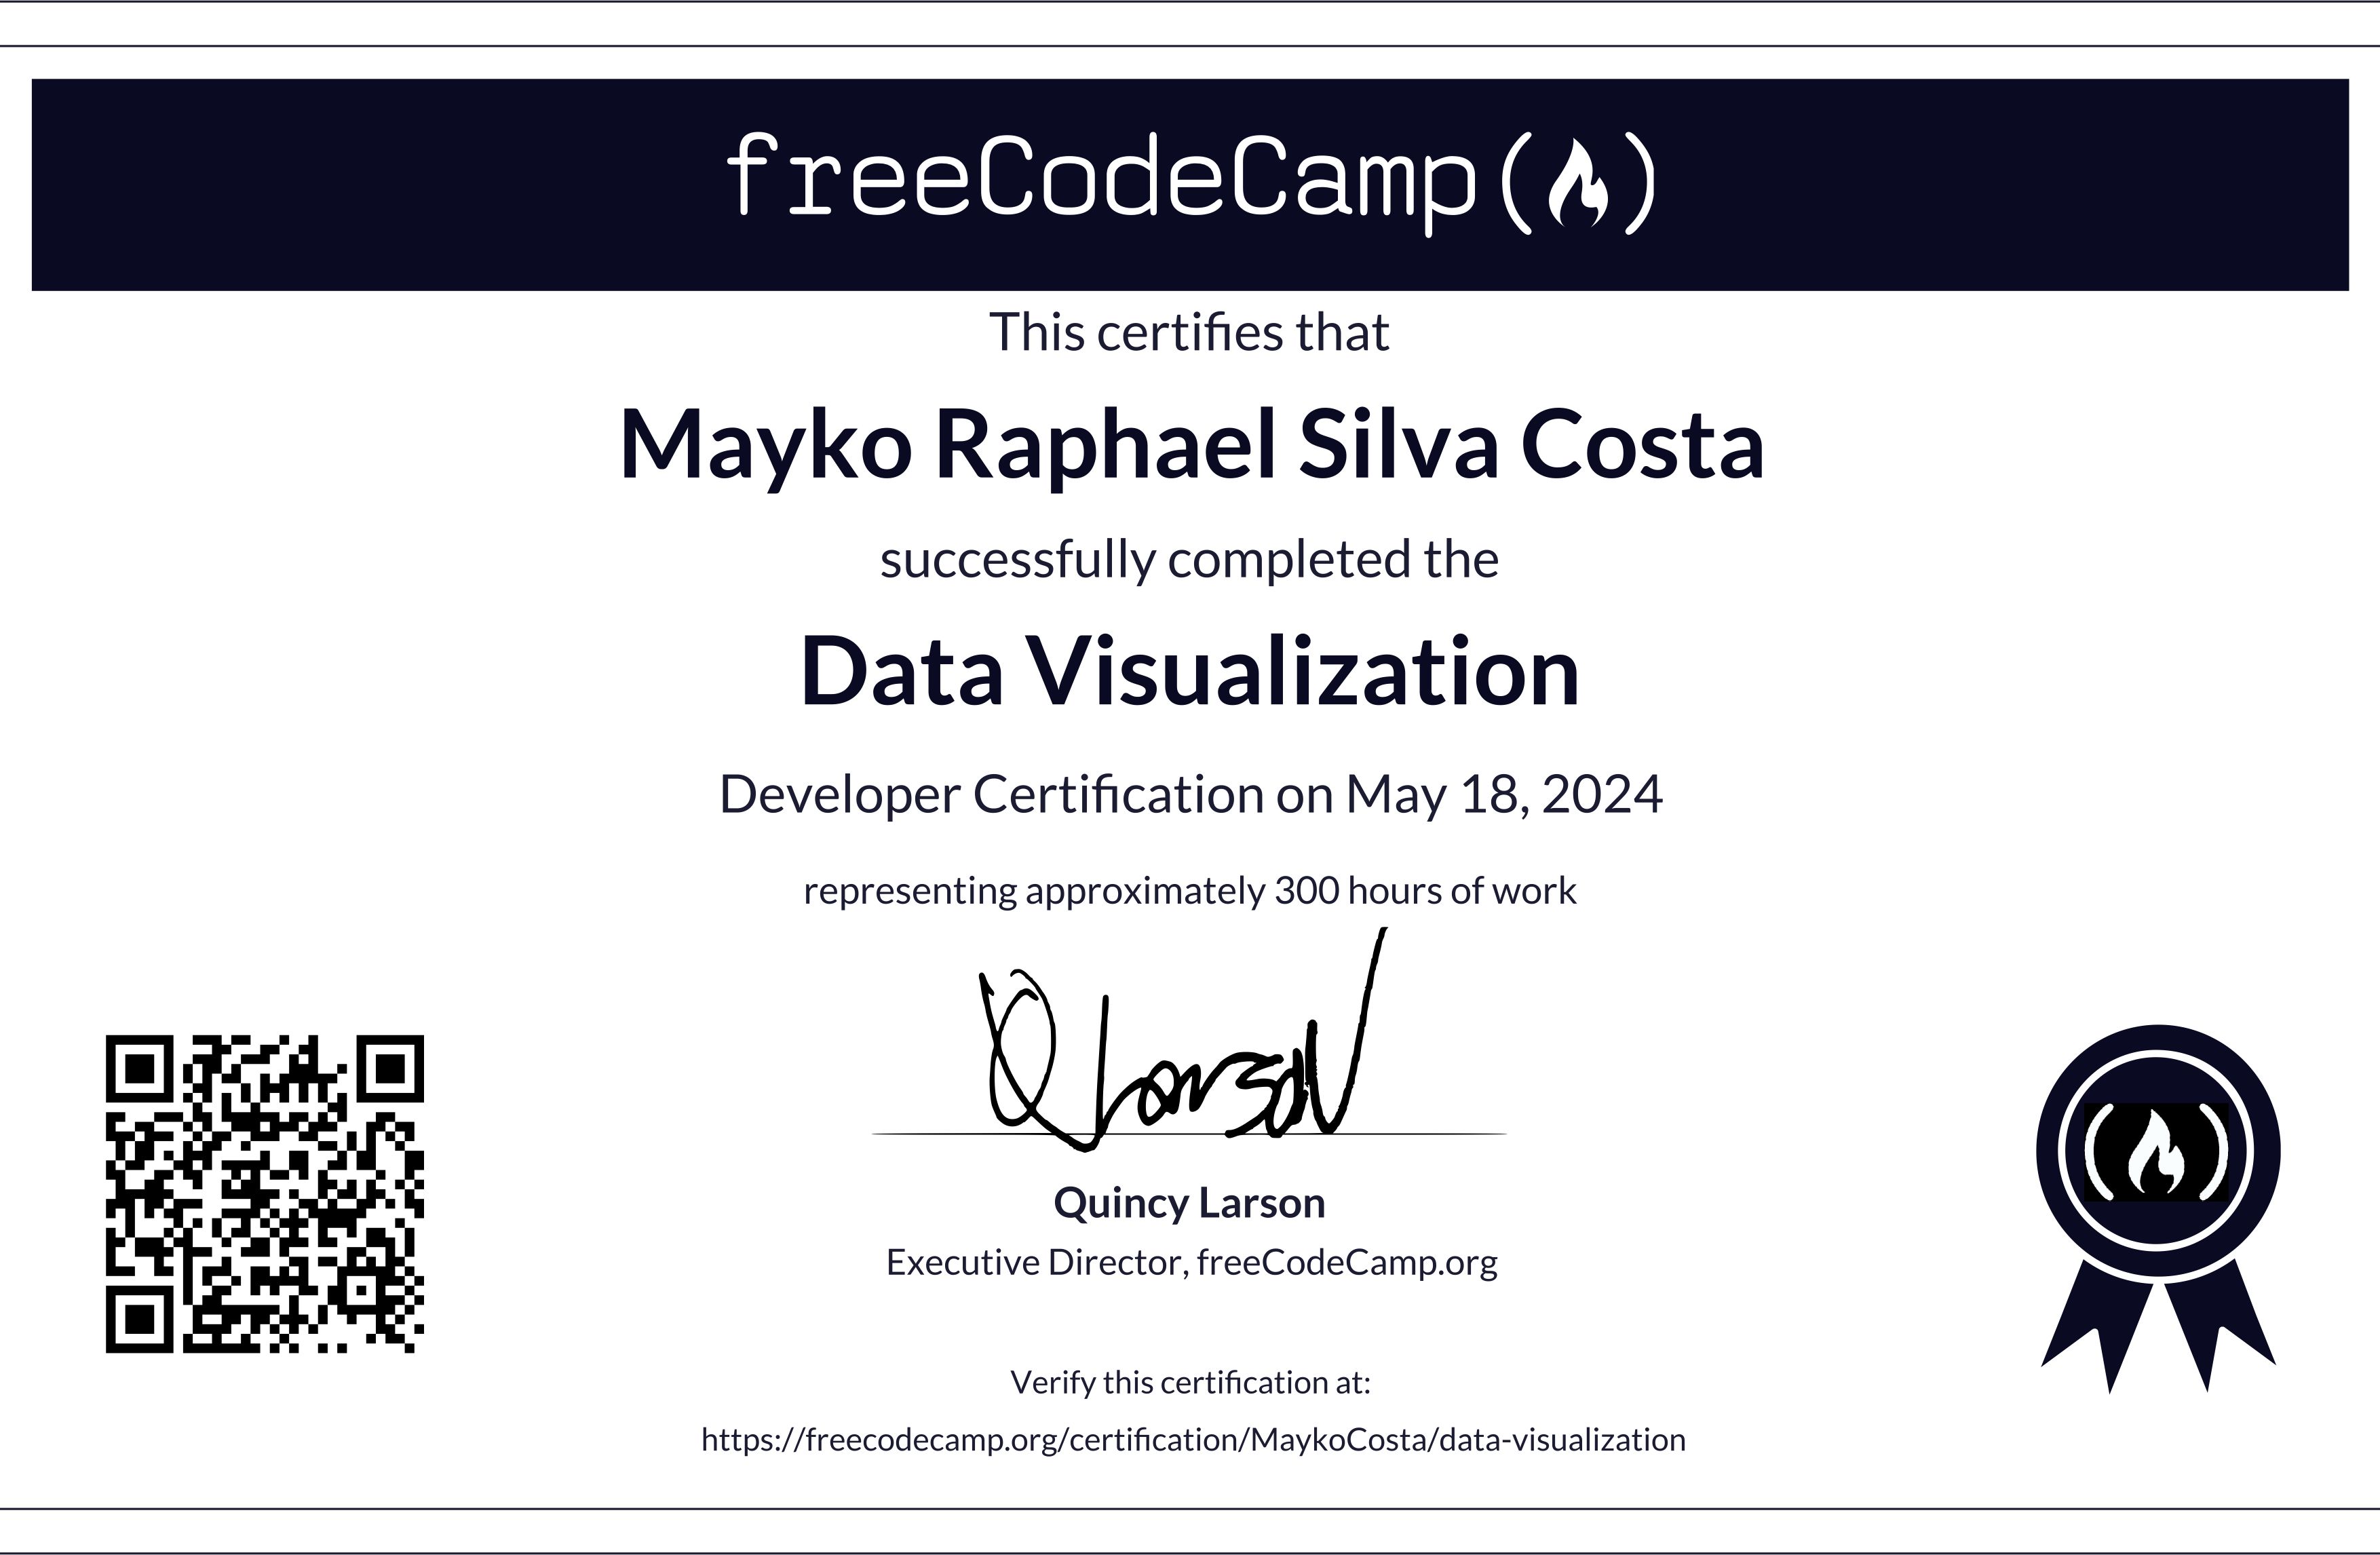 freeCodeCamp(🔥)
This certifies that
Mayko Raphael Silva Costa
successfully completed the
Data Visualization
Developer Certification on May 18, 2024
representing approximately 300 hours of work
Quincy Larson
Executive Director, freeCodeCamp.org
Verify this certification at:
https://freecodecamp.org/certification/MaykoCosta/data-visualization